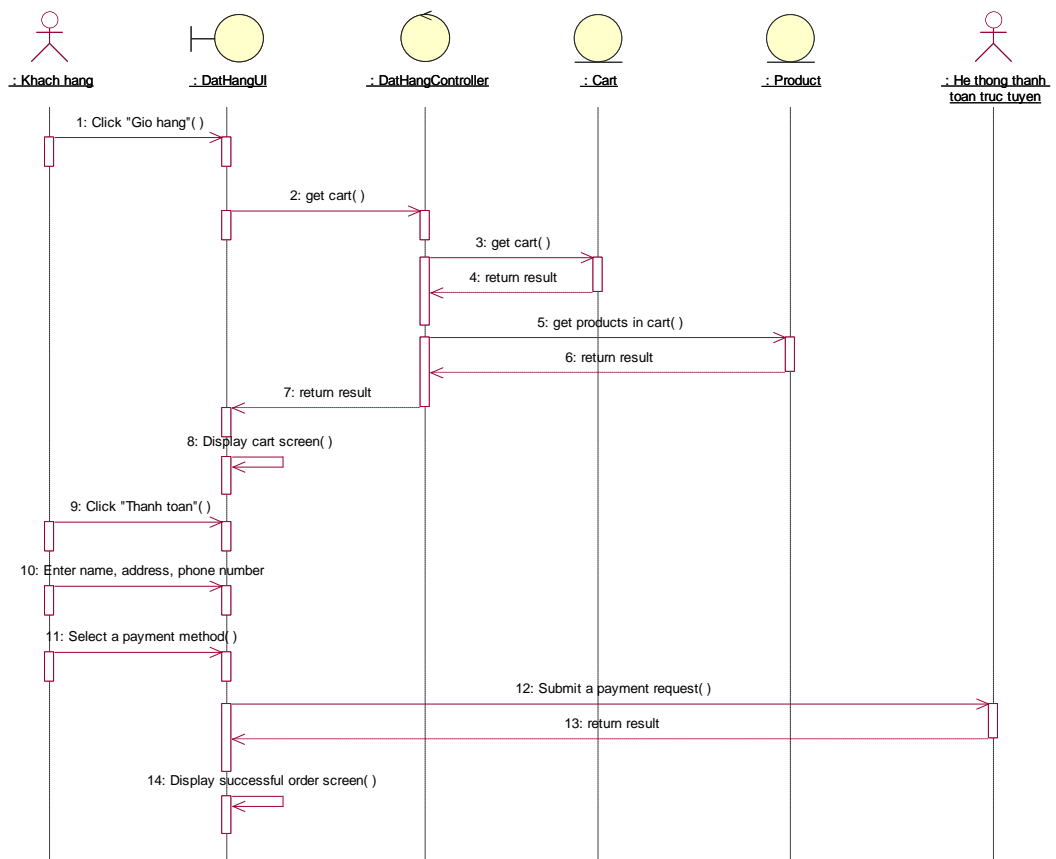 : Khach hang
: DatHangUI
: DatHangController
: Cart
: Product
: He thong thanh
toan truc tuyen
1: Click "Gio hang"( )
2: get cart( )
3: get cart( )
4: return result
5: get products in cart( )
6: return result
7: return result
8: Display cart screen( )
9: Click "Thanh toan"( )
10: Enter name, address, phone number
11: Select a payment method( )
12: Submit a payment request( )
13: return result
14: Display successful order screen( )